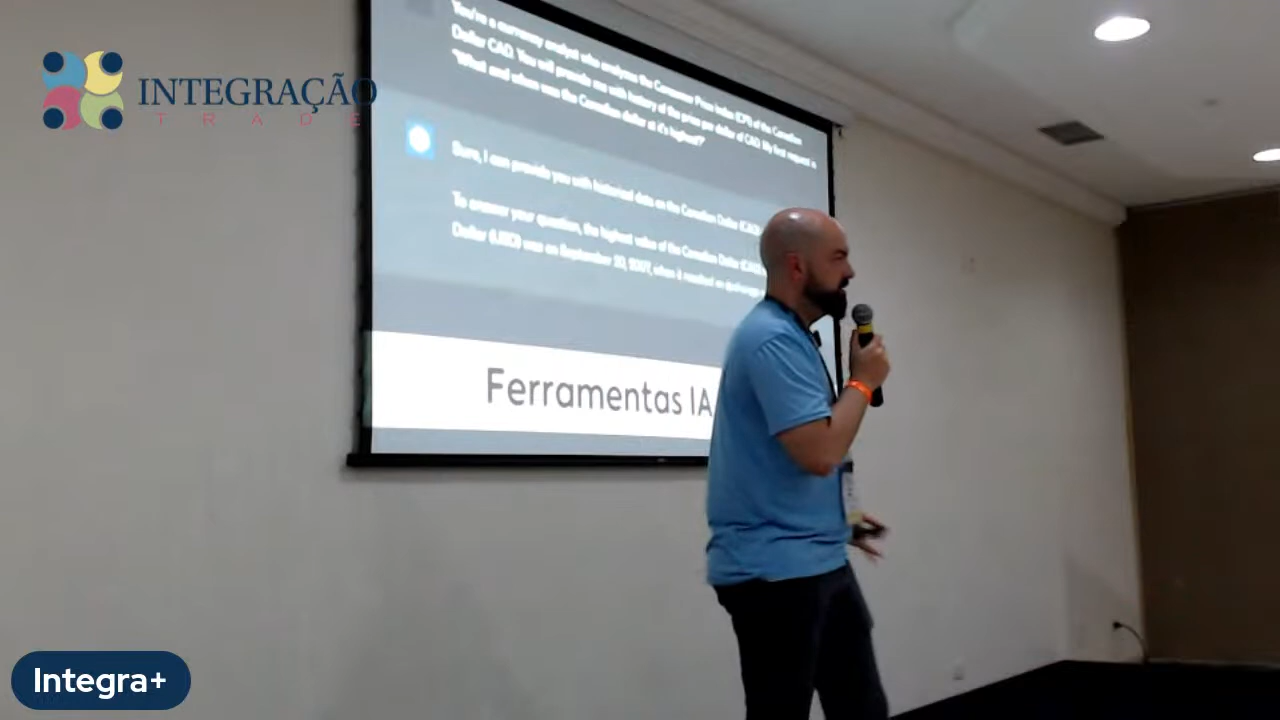 INTEGRAÇÃO
TRADE
You're a currency analyst who analyses the Consumer Price Index (CPI) of the Canadian
Dollar CAD. You will provide me with history of the price per dollar of CAD. My first request is
"What and when was the Canadian dollar at it's highest?"
Sure, I can provide you with historical data on the Canadian Dollar (CAD)
To answer your question, the highest value of the Canadian Dollar (CAD)
Dollar (USD) was on September 20, 2007, when it reached an exchange
Ferramentas IA
Integra+